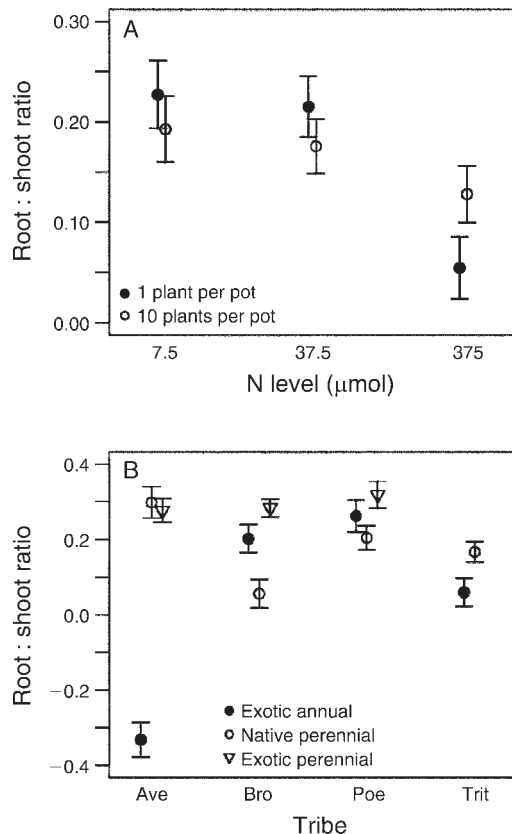 A
0.30
0.20
0.10
0.00
Root : shoot ratio
1 plant per pot
10 plants per pot
7.5 37.5 375
N level (μmol)
B
0.4
0.2
0.0
−0.2
−0.4
Root : shoot ratio
Exotic annual
Native perennial
Exotic perennial
Ave Bro Poe Trit
Tribe